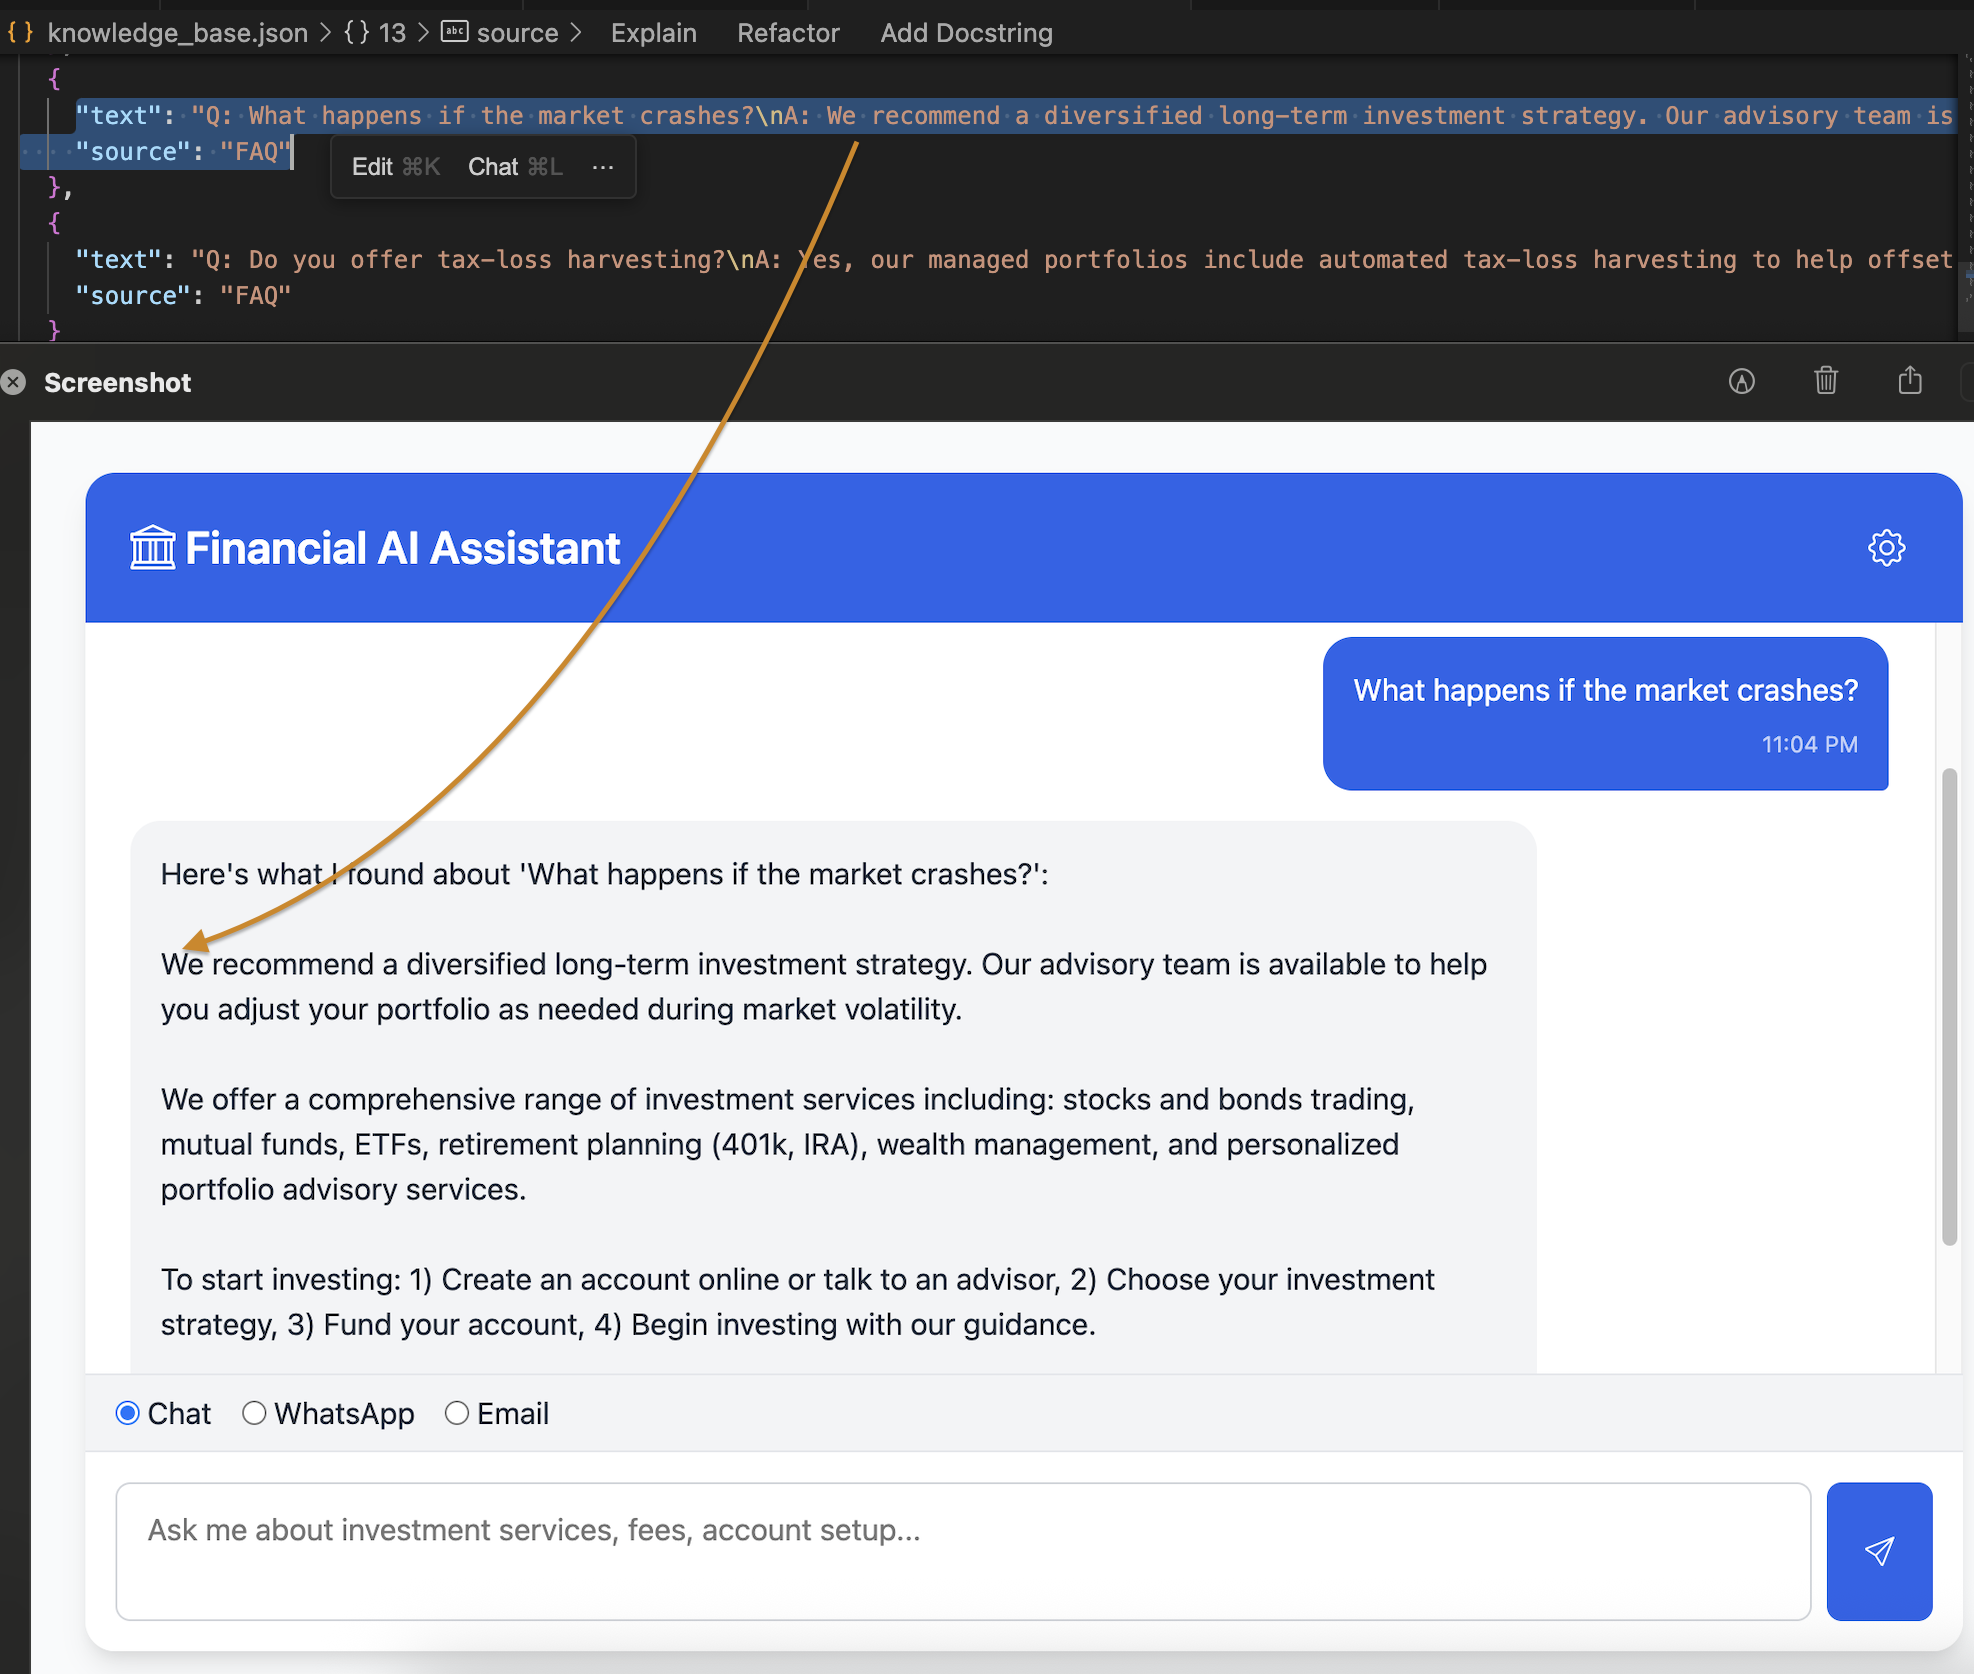 {} knowledge_base.json > {} 13 > abc source > Explain Refactor Add Docstring
{
"text": "Q: What happens if the market crashes?\nA: We recommend a diversified long-term investment strategy. Our advisory team is
"source": "FAQ"
Edit ⌘K Chat ⌘L ...
},
{
"text": "Q: Do you offer tax-loss harvesting?\nA: Yes, our managed portfolios include automated tax-loss harvesting to help offset
"source": "FAQ"
}
Screenshot
Financial AI Assistant
What happens if the market crashes?
11:04 PM
Here's what I found about 'What happens if the market crashes?':
We recommend a diversified long-term investment strategy. Our advisory team is available to help
you adjust your portfolio as needed during market volatility.
We offer a comprehensive range of investment services including: stocks and bonds trading,
mutual funds, ETFs, retirement planning (401k, IRA), wealth management, and personalized
portfolio advisory services.
To start investing: 1) Create an account online or talk to an advisor, 2) Choose your investment
strategy, 3) Fund your account, 4) Begin investing with our guidance.
Chat WhatsApp Email
Ask me about investment services, fees, account setup...